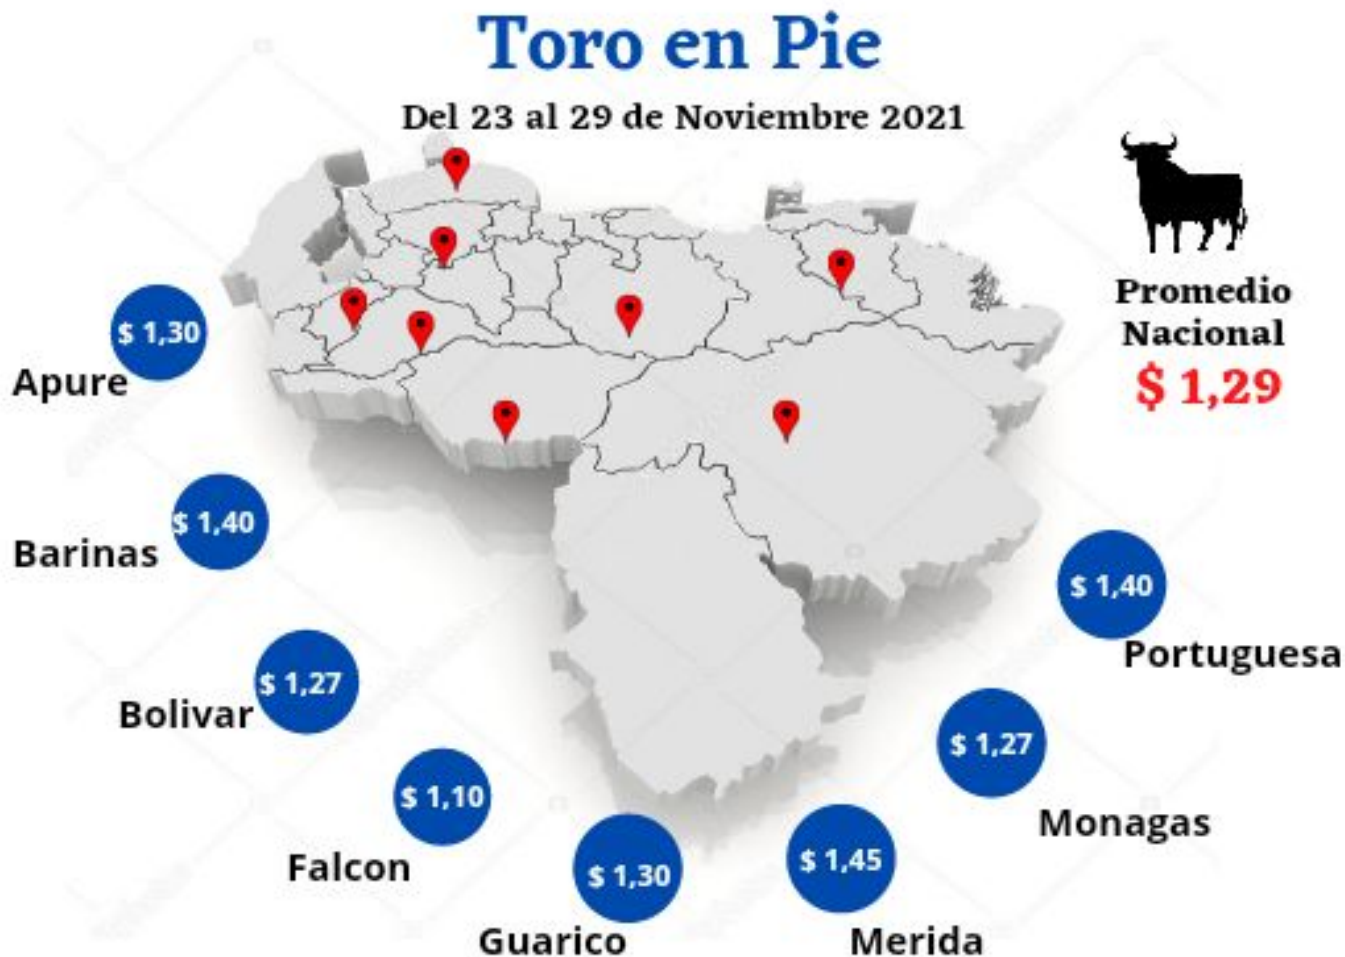 Toro en Pie
Del 23 al 29 de Noviembre 2021
Promedio
Nacional
$ 1,29
$ 1,30
Apure
$ 1,40
Barinas
$ 1,27
Bolivar
$ 1,10
Falcon
$ 1,30
Guarico
$ 1,45
Merida
$ 1,27
Monagas
$ 1,40
Portuguesa